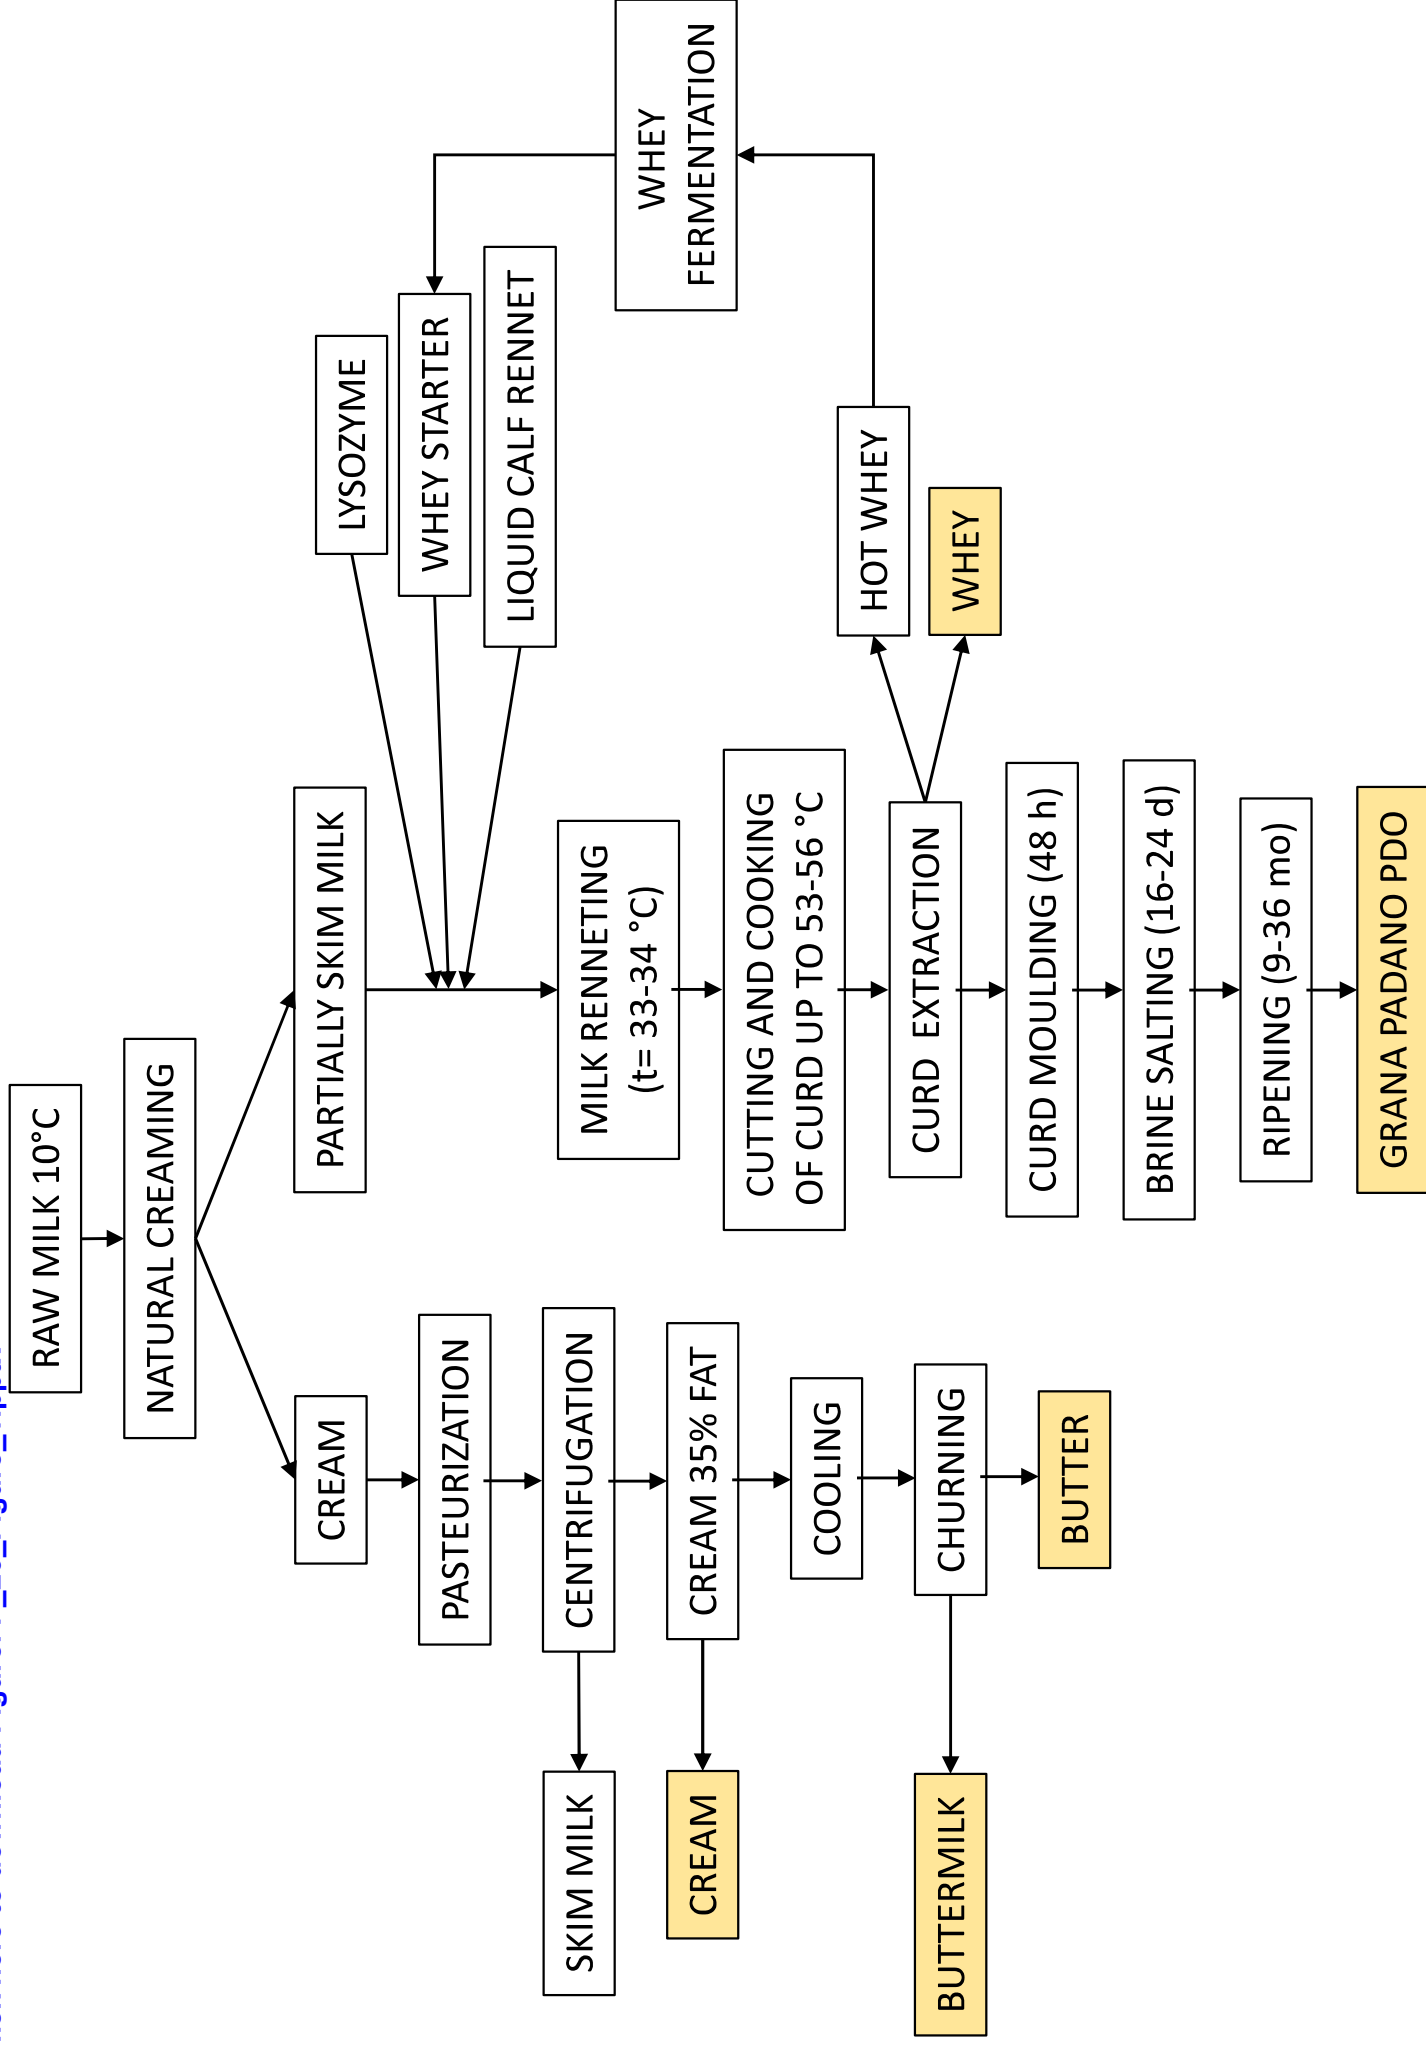 RAW MILK 10°C
NATURAL CREAMING
CREAM
PARTIALLY SKIM MILK
LYSOZYME
WHEY STARTER
LIQUID CALF RENNET
PASTEURIZATION
CENTRIFUGATION
SKIM MILK
MILK RENNETING
(t= 33-34 °C)
WHEY
FERMENTATION
CREAM 35% FAT
CREAM
CUTTING AND COOKING
OF CURD UP TO 53-56 °C
COOLING
HOT WHEY
CURD EXTRACTION
WHEY
CHURNING
BUTTERMILK
CURD MOULDING (48 h)
BUTTER
BRINE SALTING (16-24 d)
RIPENING (9-36 mo)
GRANA PADANO PDO